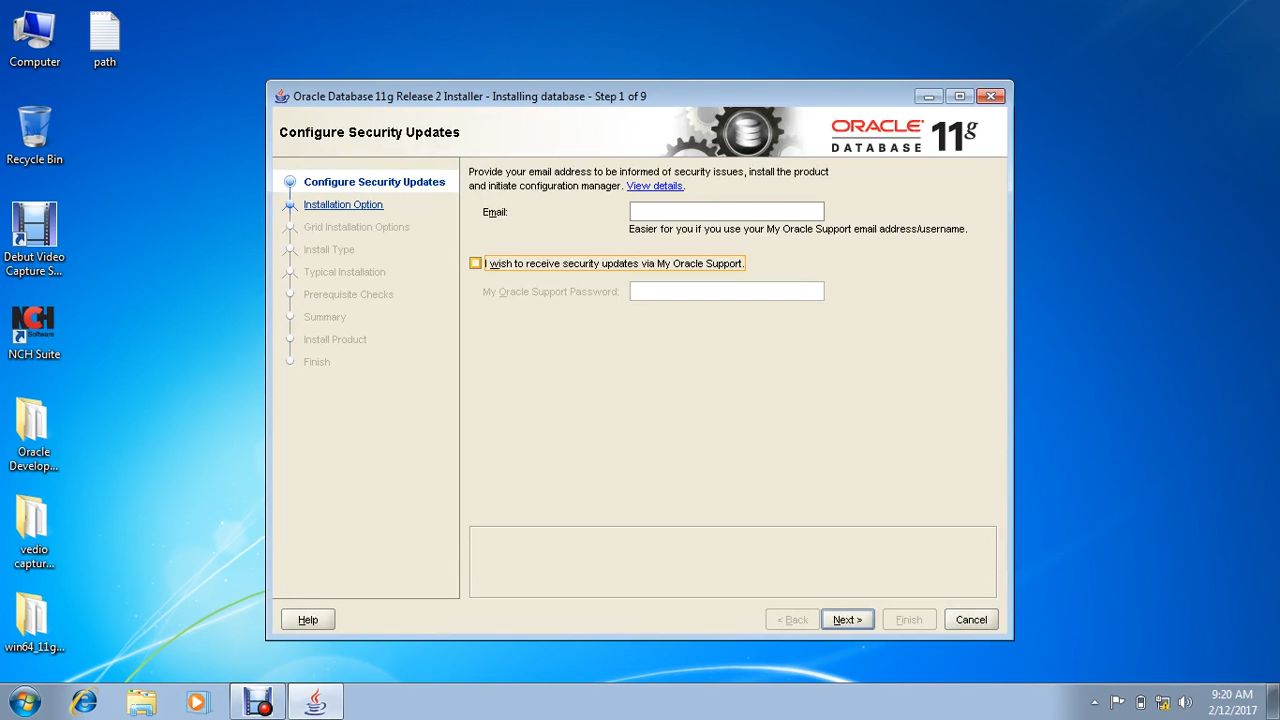 Computer
path
Recycle Bin
Debut Video
Capture S...
NCH
Software
NCH Suite
Oracle
Develop...
vedio
captur...
win64_11g...
Oracle Database 11g Release 2 Installer - Installing database - Step 1 of 9
Configure Security Updates
ORACLE
DATABASE
11g
Configure Security Updates
Installation Option
Grid Installation Options
Install Type
Typical Installation
Prerequisite Checks
Summary
Install Product
Finish
Provide your email address to be informed of security issues, install the product
and initiate configuration manager. View details.
Email:
Easier for you if you use your My Oracle Support email address/username.
I wish to receive security updates via My Oracle Support.
My Oracle Support Password:
Help
< Back
Next >
Finish
Cancel
9:20 AM
2/12/2017